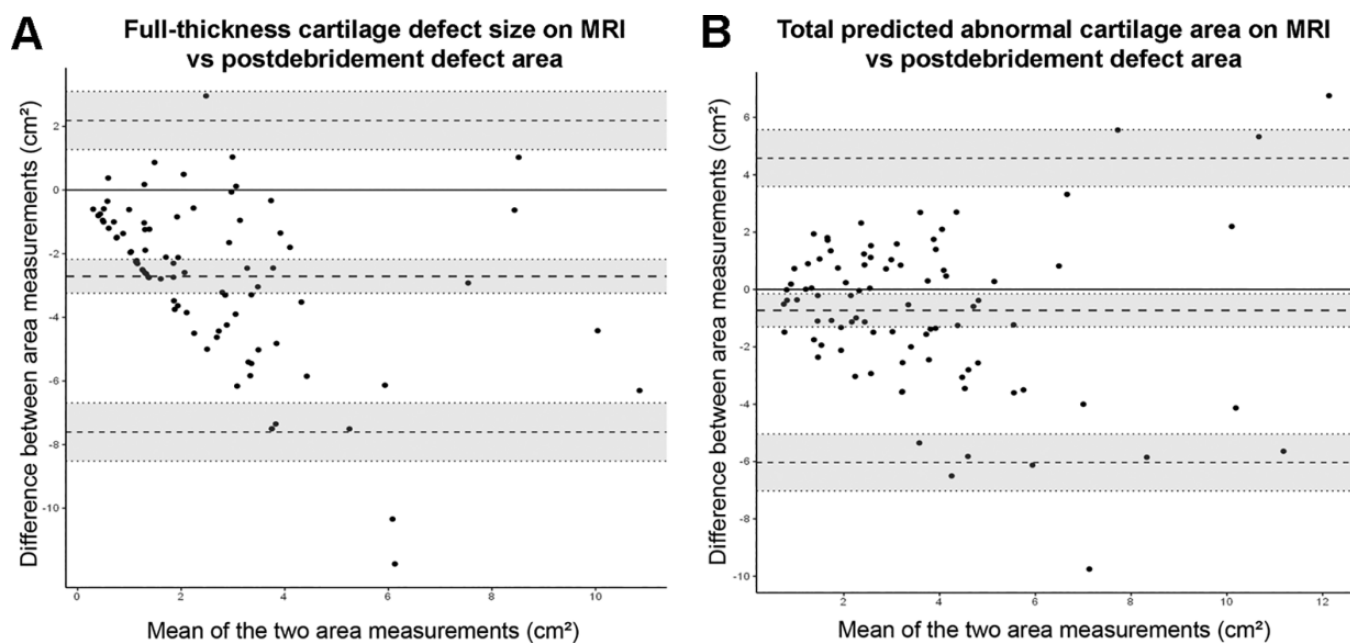 A
Full-thickness cartilage defect size on MRI
vs postdebridement defect area
Difference between area measurements (cm²)
2
0
-2
-4
-6
-8
-10
0 2 4 6 8 10
Mean of the two area measurements (cm²)
B
Total predicted abnormal cartilage area on MRI
vs postdebridement defect area
Difference between area measurements (cm²)
6
4
2
0
-2
-4
-6
-8
-10
2 4 6 8 10 12
Mean of the two area measurements (cm²)